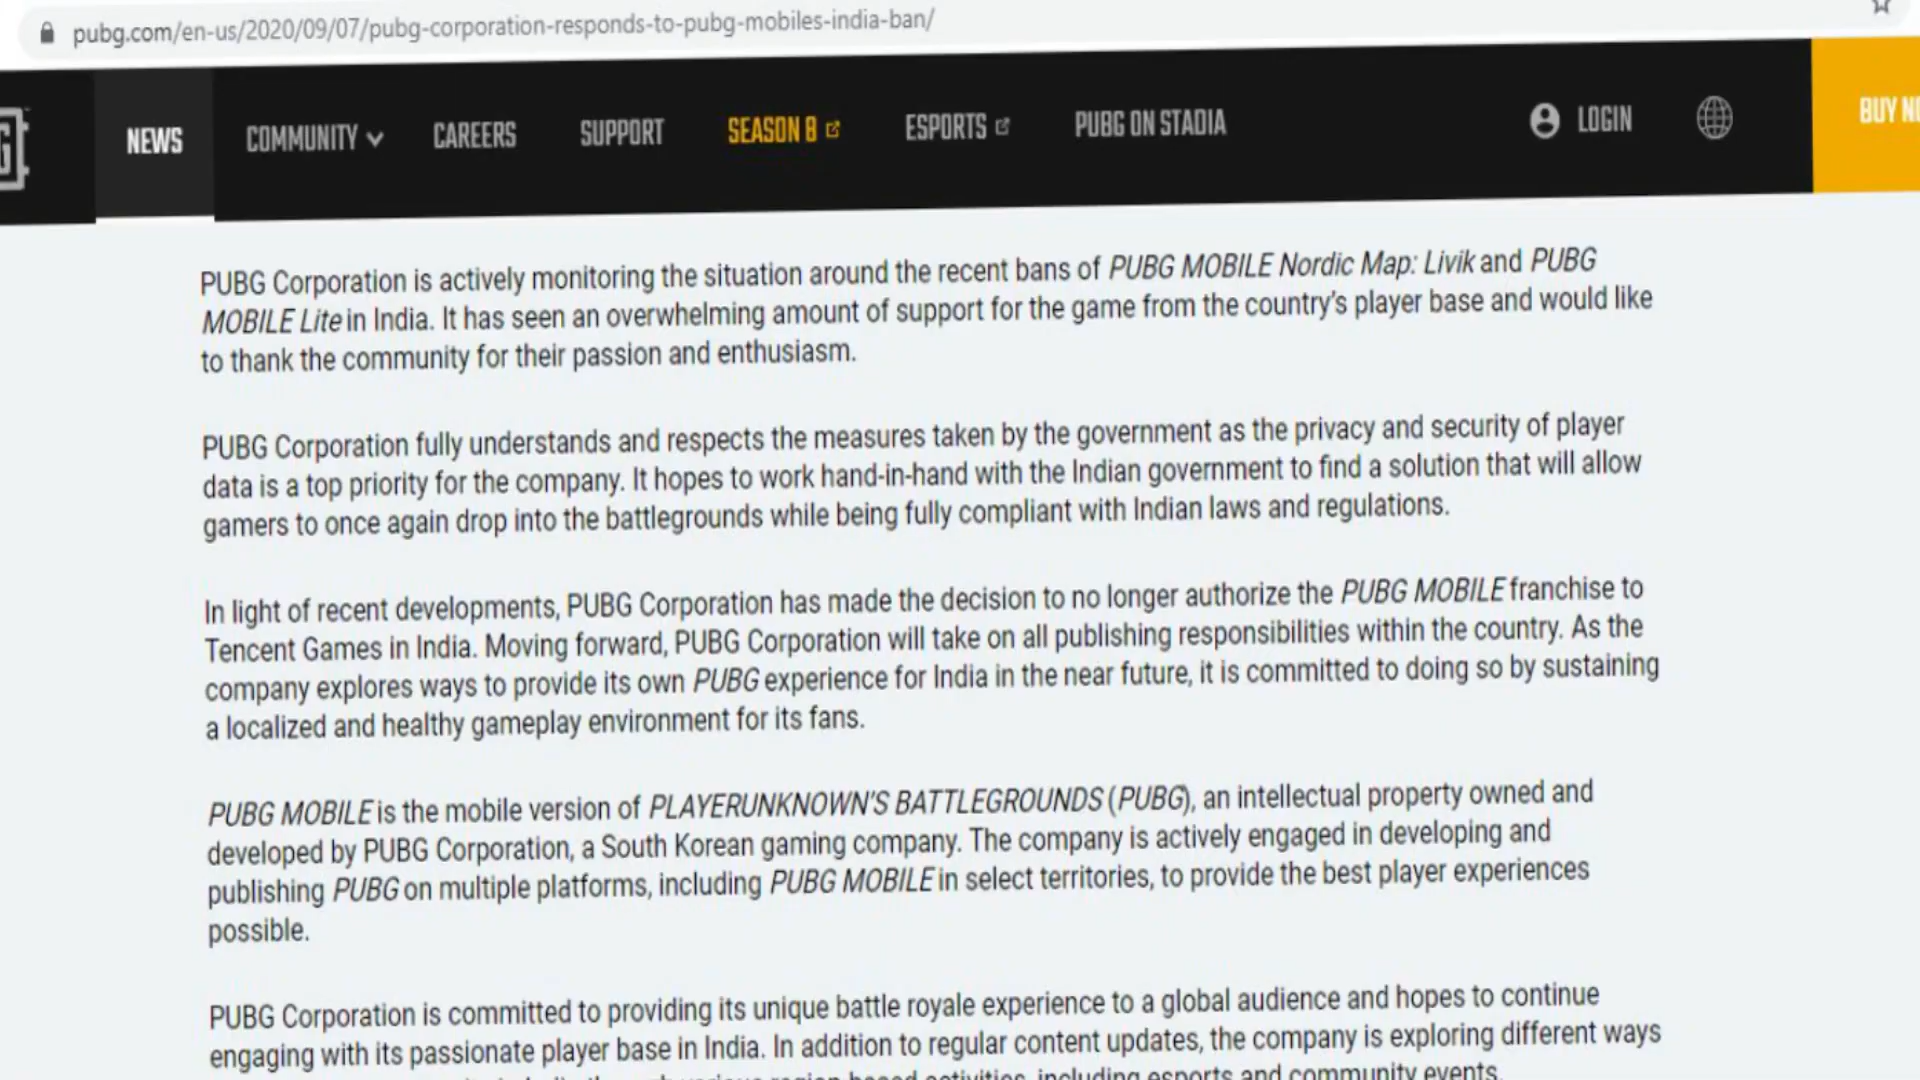 pubg.com/en-us/2020/09/07/pubg-corporation-responds-to-pubg-mobiles-india-ban/
NEWS COMMUNITY CAREERS SUPPORT SEASON 8 ESPORTS PUBG ON STADIA LOGIN BUY
PUBG Corporation is actively monitoring the situation around the recent bans of PUBG MOBILE Nordic Map: Livik and PUBG
MOBILE Lite in India. It has seen an overwhelming amount of support for the game from the country's player base and would like
to thank the community for their passion and enthusiasm.
PUBG Corporation fully understands and respects the measures taken by the government as the privacy and security of player
data is a top priority for the company. It hopes to work hand-in-hand with the Indian government to find a solution that will allow
gamers to once again drop into the battlegrounds while being fully compliant with Indian laws and regulations.
In light of recent developments, PUBG Corporation has made the decision to no longer authorize the PUBG MOBILE franchise to
Tencent Games in India. Moving forward, PUBG Corporation will take on all publishing responsibilities within the country. As the
company explores ways to provide its own PUBG experience for India in the near future, it is committed to doing so by sustaining
a localized and healthy gameplay environment for its fans.
PUBG MOBILE is the mobile version of PLAYERUNKNOWN'S BATTLEGROUNDS (PUBG), an intellectual property owned and
developed by PUBG Corporation, a South Korean gaming company. The company is actively engaged in developing and
publishing PUBG on multiple platforms, including PUBG MOBILE in select territories, to provide the best player experiences
possible.
PUBG Corporation is committed to providing its unique battle royale experience to a global audience and hopes to continue
engaging with its passionate player base in India. In addition to regular content updates, the company is exploring different ways
activities, including esports and community events.